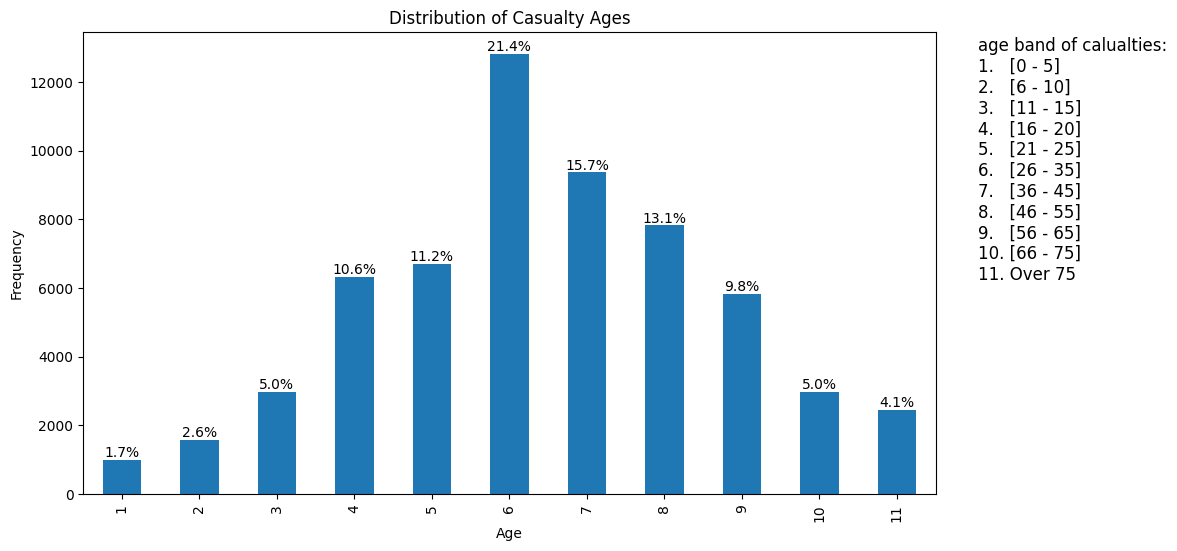 Distribution of Casualty Ages
age band of calualties:
1. [0 - 5]
2. [6 - 10]
3. [11 - 15]
4. [16 - 20]
5. [21 - 25]
6. [26 - 35]
7. [36 - 45]
8. [46 - 55]
9. [56 - 65]
10. [66 - 75]
11. Over 75
Frequency
12000
10000
8000
6000
4000
2000
0
1.7%
2.6%
5.0%
10.6%
11.2%
21.4%
15.7%
13.1%
9.8%
5.0%
4.1%
1 2 3 4 5 6 7 8 9 10 11
Age